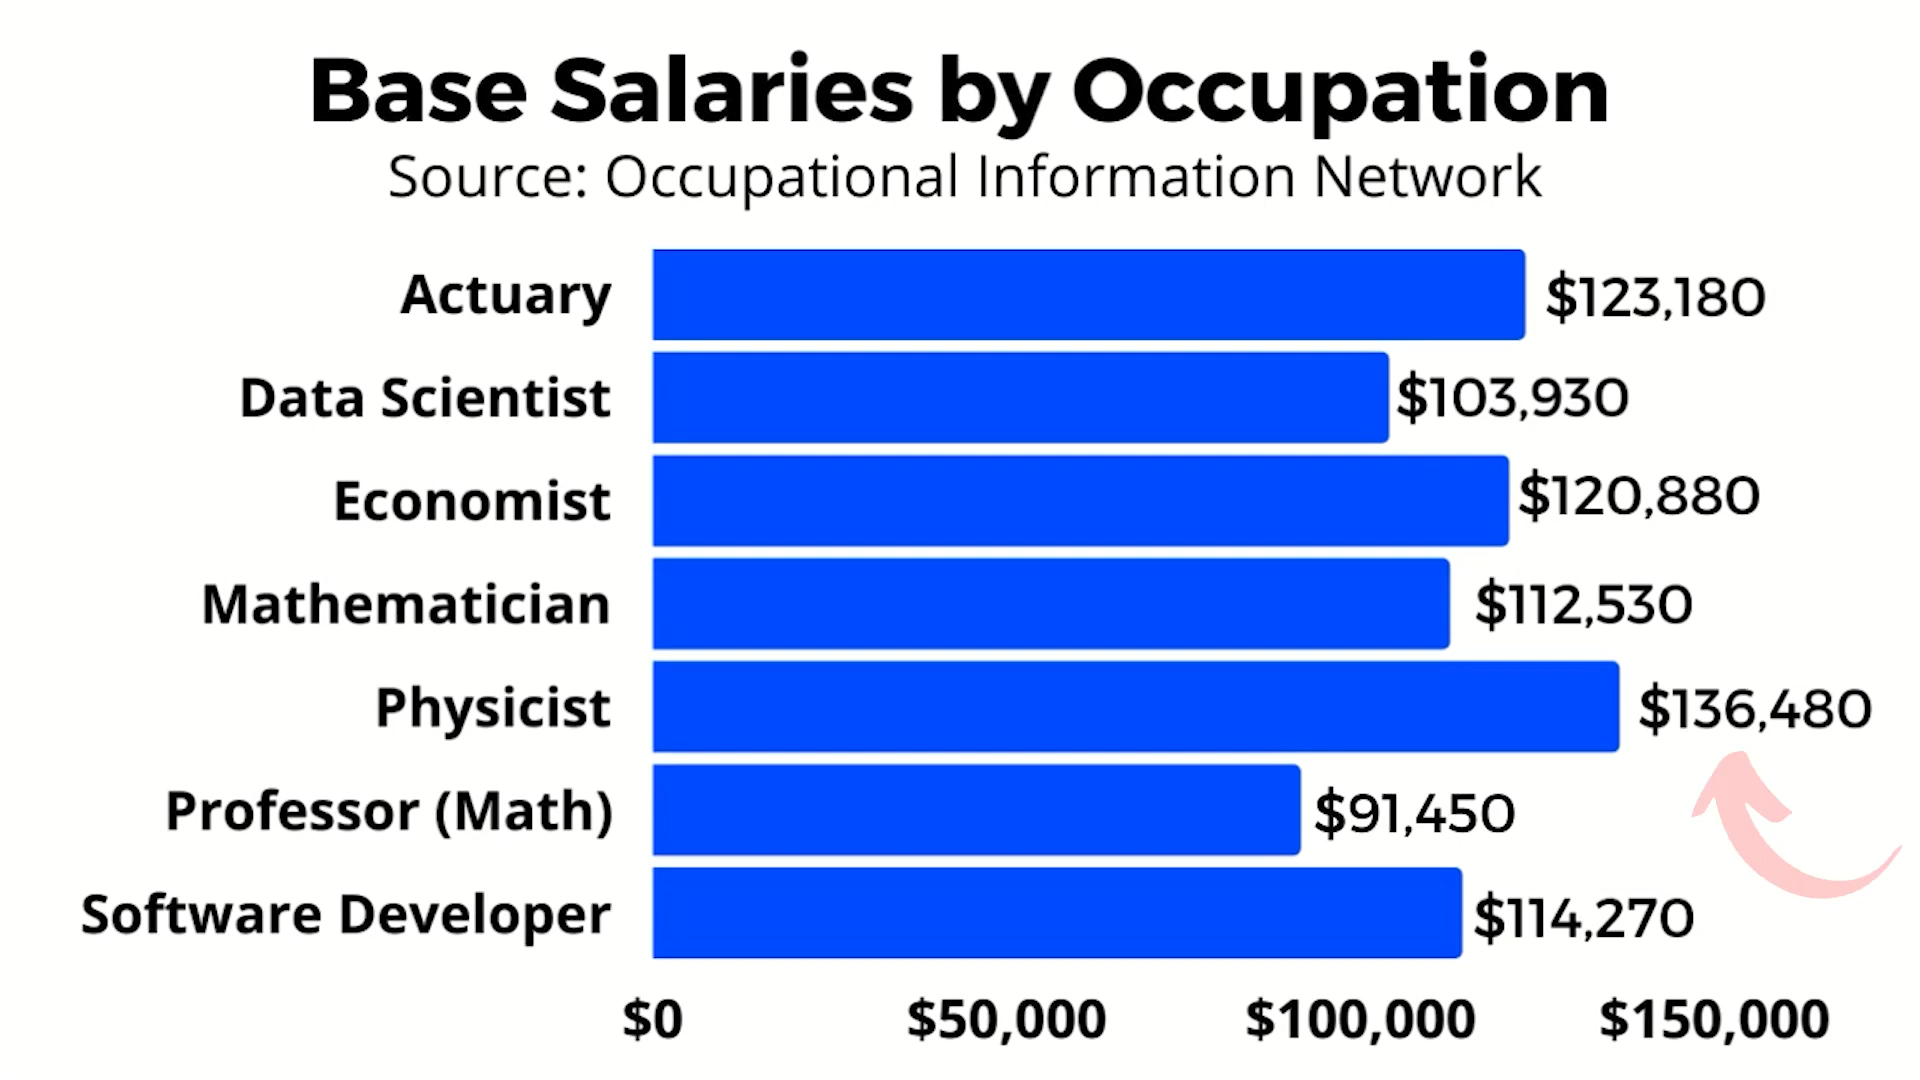 Base Salaries by Occupation
Source: Occupational Information Network
Actuary $123,180
Data Scientist $103,930
Economist $120,880
Mathematician $112,530
Physicist $136,480
Professor (Math) $91,450
Software Developer $114,270
$0 $50,000 $100,000 $150,000